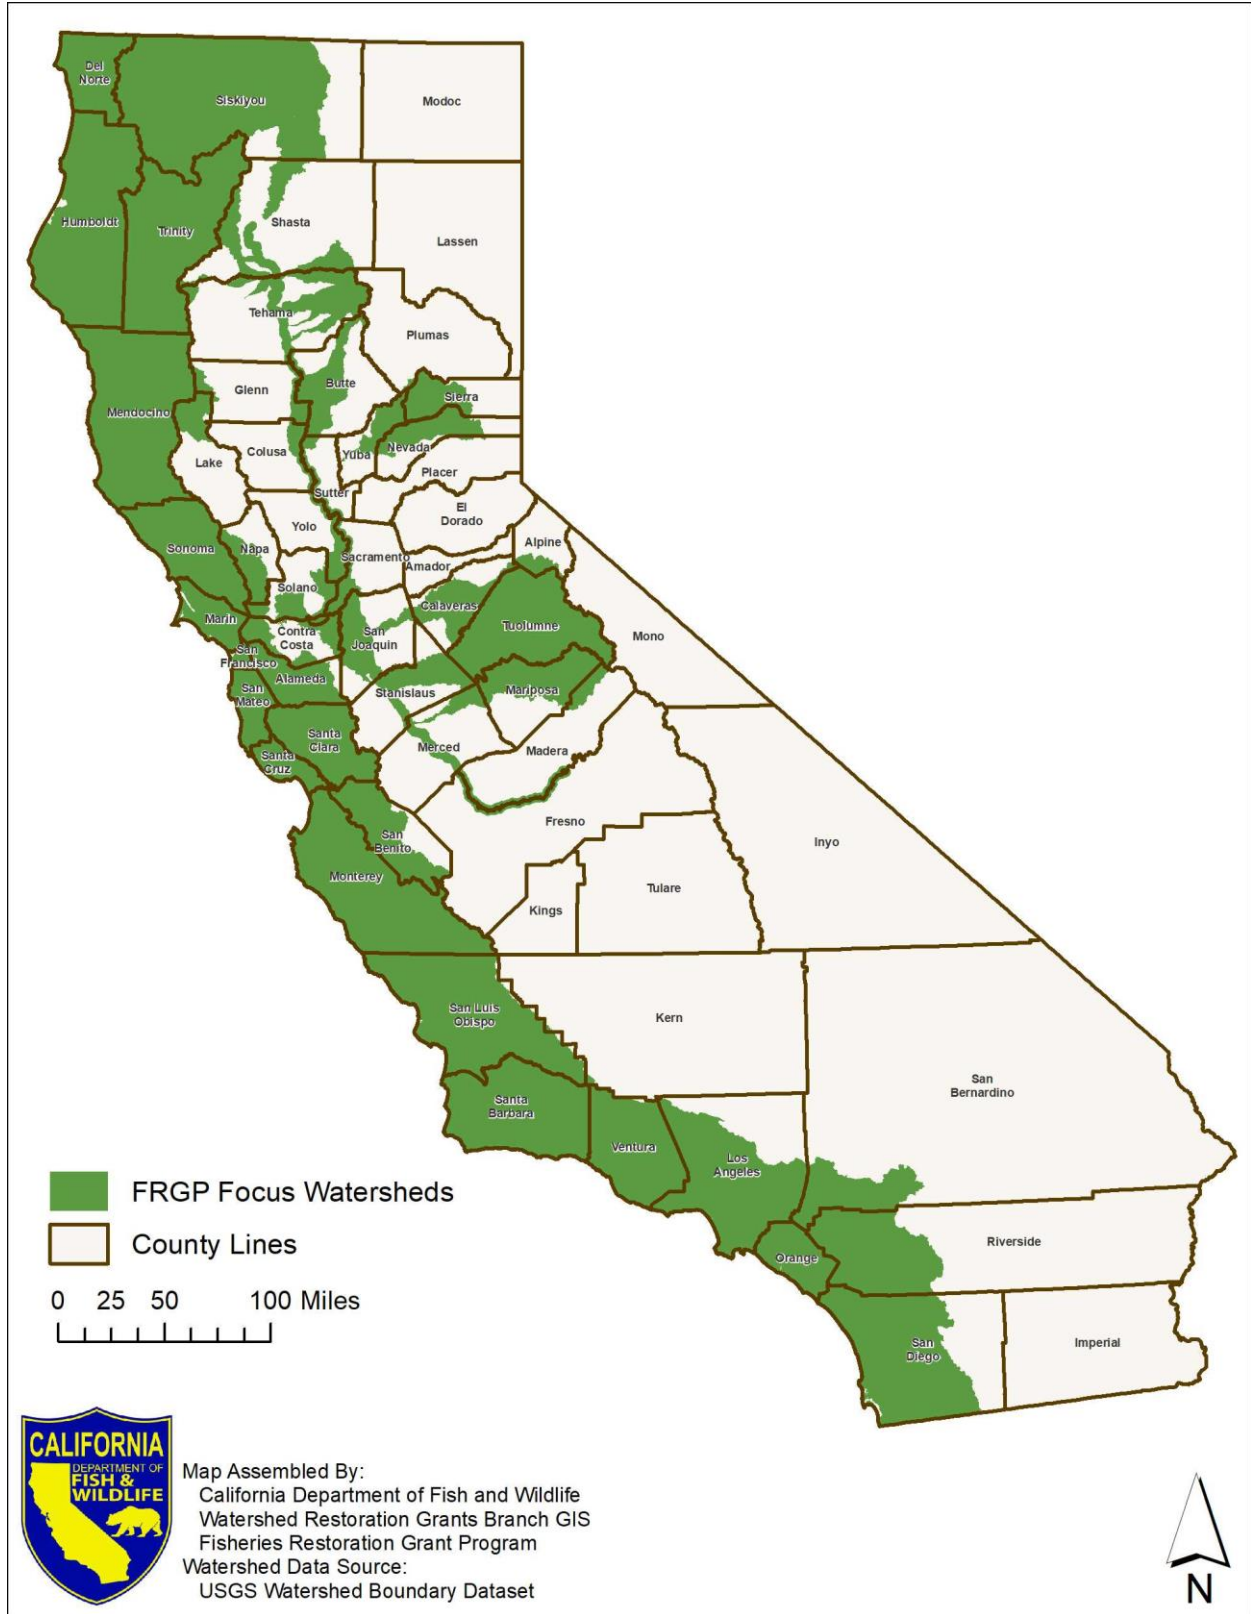 Del
Norte
Siskiyou
Modoc
Humboldt
Trinity
Shasta
Lassen
Tehama
Plumas
Glenn
Butte
Sierra
Mendocino
Lake
Colusa
Yuba
Nevada
Placer
Sutter
El
Dorado
Yolo
Sonoma
Napa
Sacramento
Alpine
Amador
Solano
Calaveras
Marin
Contra
Costa
San
Joaquin
Tuolumne
Mono
San
Francisco
Alameda
San
Mateo
Stanislaus
Mariposa
Santa
Clara
Merced
Madera
Santa
Cruz
Fresno
San
Benito
Inyo
Monterey
Kings
Tulare
San Luis
Obispo
Kern
San
Bernardino
Santa
Barbara
Ventura
Los
Angeles
Orange
Riverside
San
Diego
Imperial
FRGP Focus Watersheds
County Lines
0 25 50 100 Miles
CALIFORNIA
DEPARTMENT OF
FISH &
WILDLIFE
Map Assembled By:
California Department of Fish and Wildlife
Watershed Restoration Grants Branch GIS
Fisheries Restoration Grant Program
Watershed Data Source:
USGS Watershed Boundary Dataset
N